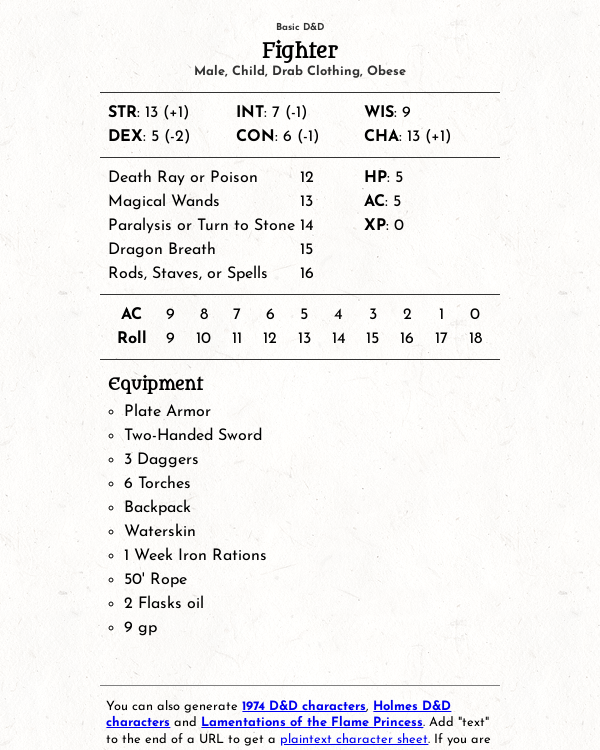 Basic D&D
Fighter
Male, Child, Drab Clothing, Obese
STR: 13 (+1) INT: 7 (-1) WIS: 9
DEX: 5 (-2) CON: 6 (-1) CHA: 13 (+1)
Death Ray or Poison 12 HP: 5
Magical Wands 13 AC: 5
Paralysis or Turn to Stone 14 XP: 0
Dragon Breath 15
Rods, Staves, or Spells 16
AC 9 8 7 6 5 4 3 2 1 0
Roll 9 10 11 12 13 14 15 16 17 18
Equipment
◦ Plate Armor
◦ Two-Handed Sword
◦ 3 Daggers
◦ 6 Torches
◦ Backpack
◦ Waterskin
◦ 1 Week Iron Rations
◦ 50' Rope
◦ 2 Flasks oil
◦ 9 gp
You can also generate 1974 D&D characters, Holmes D&D
characters and Lamentations of the Flame Princess. Add "text"
to the end of a URL to get a plaintext character sheet. If you are